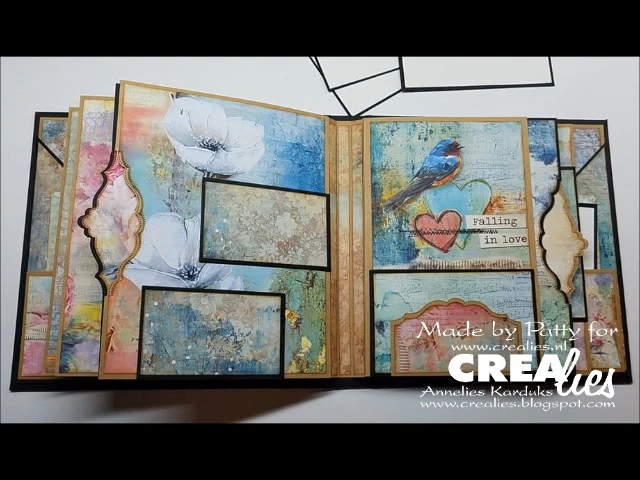 Falling
in love
Made by Patty for
www.crealies.nl
CREAlies
Annelies Karduks
www.crealies.blogspot.com